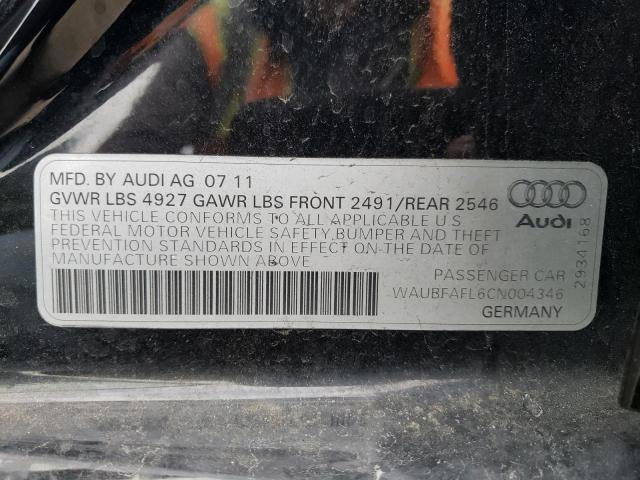 MFD. BY AUDI AG 07 11
GVWR LBS 4927 GAWR LBS FRONT 2491/REAR 2546
THIS VEHICLE CONFORMS TO ALL APPLICABLE U S
FEDERAL MOTOR VEHICLE SAFETY, BUMPER AND THEFT
PREVENTION STANDARDS IN EFFECT ON THE DATE OF
MANUFACTURE SHOWN ABOVE
PASSENGER CAR
WAUBFAFL6CN004346
GERMANY
Audi
2934168